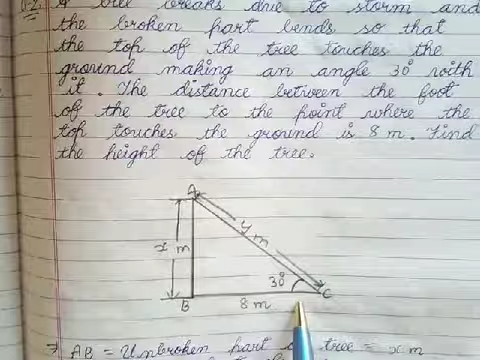 Q.2. A tree breaks due to storm and
the broken part bends so that
the top of the tree touches the
ground making an angle 30° with
it. The distance between the foot
of the tree to the point where the
top touches the ground is 8 m. Find
the height of the tree.
A
y m
x m
30°
B
C
8 m
⇒ AB = Unbroken part of tree = x m